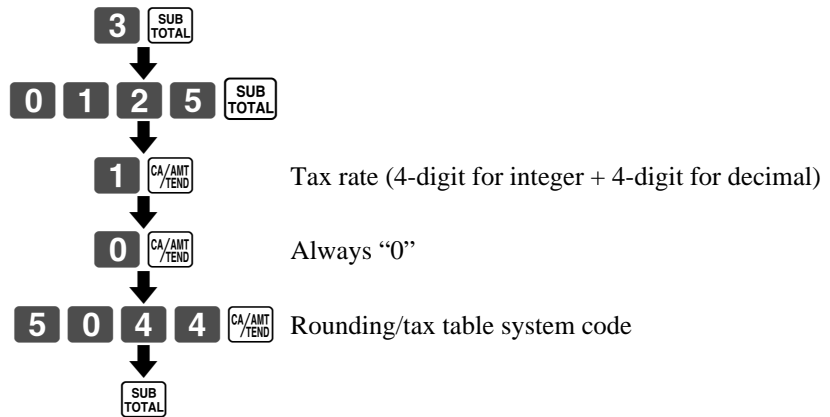 3 SUB TOTAL
0 1 2 5 SUB TOTAL
1 CA/AMT/TEND Tax rate (4-digit for integer + 4-digit for decimal)
0 CA/AMT/TEND Always “0”
5 0 4 4 CA/AMT/TEND Rounding/tax table system code
SUB TOTAL